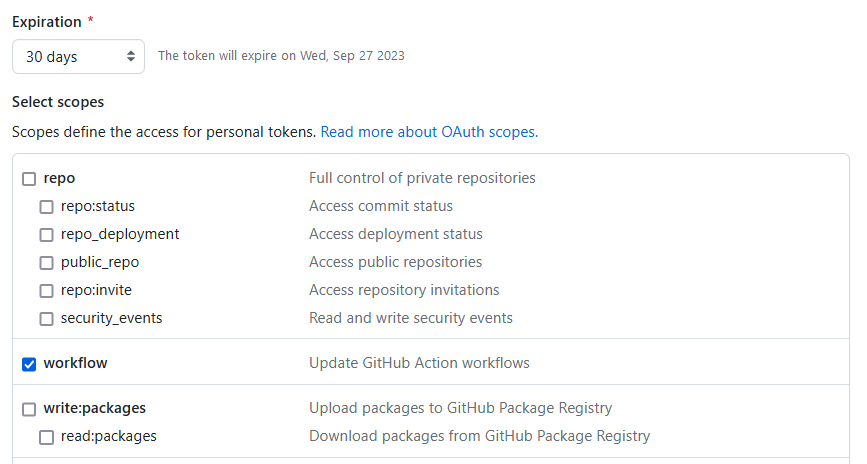 Expiration *
30 days The token will expire on Wed, Sep 27 2023
Select scopes
Scopes define the access for personal tokens. Read more about OAuth scopes.
repo Full control of private repositories
repo:status Access commit status
repo_deployment Access deployment status
public_repo Access public repositories
repo:invite Access repository invitations
security_events Read and write security events
workflow Update GitHub Action workflows
write:packages Upload packages to GitHub Package Registry
read:packages Download packages from GitHub Package Registry